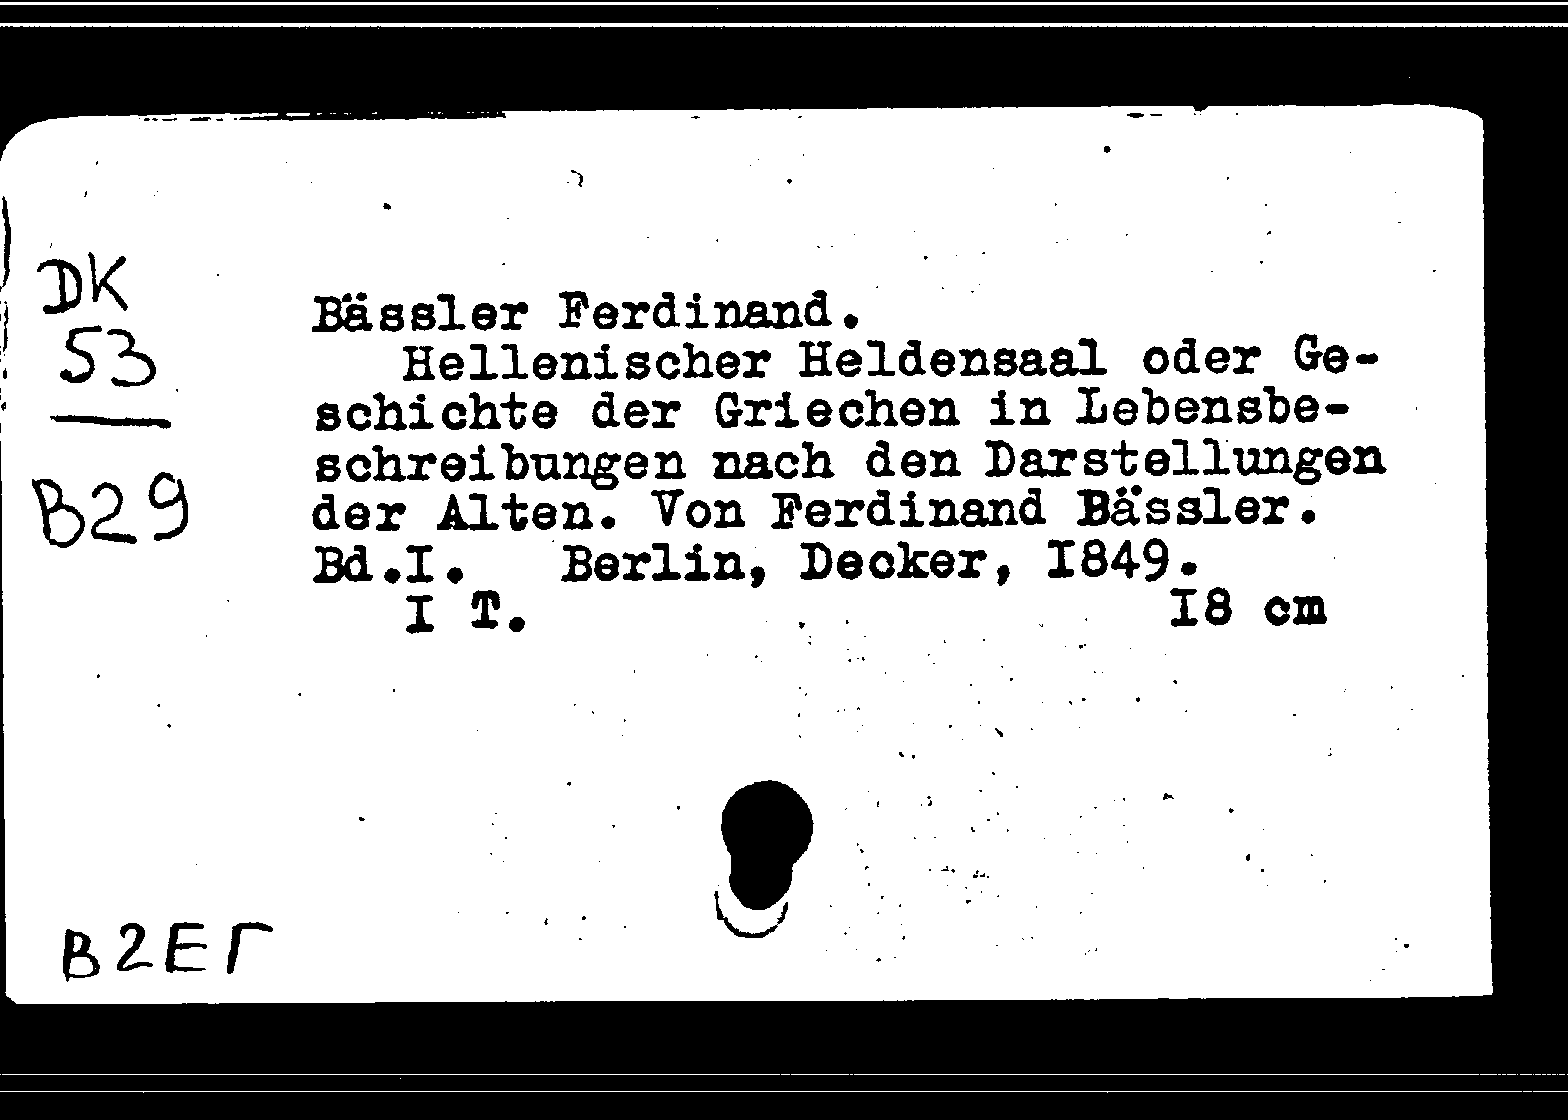 DK
53
B29
Bässler Ferdinand.
Hellenischer Heldensaal oder Ge-
schichte der Griechen in Lebensbe-
schreibungen nach den Darstellungen
der Alten. Von Ferdinand Bässler.
Bd.I. Berlin, Decker, I849.
I T. I8 cm
B2EГ